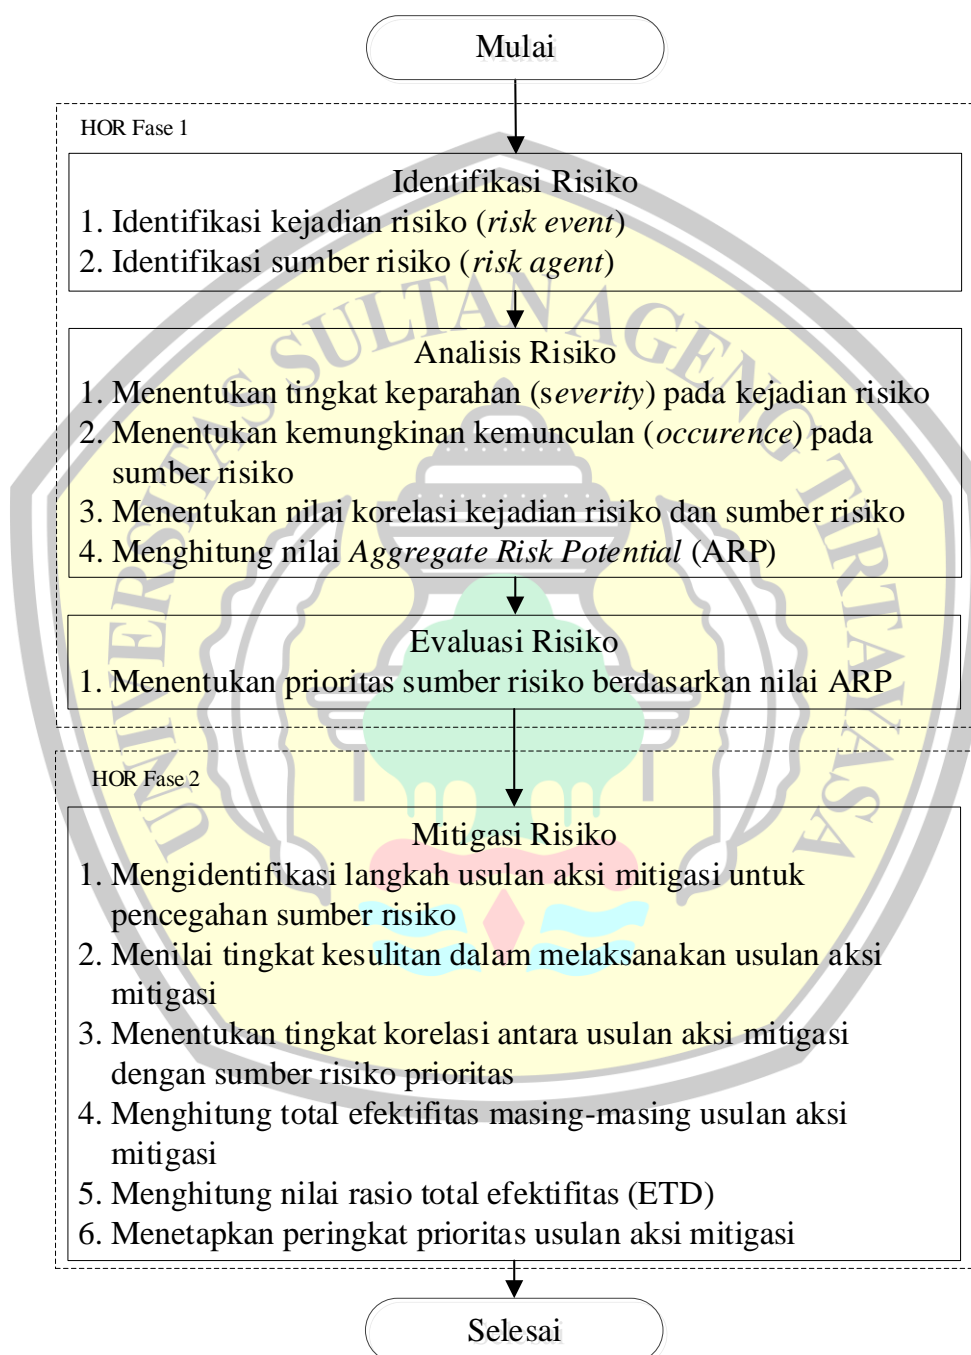 Mulai
HOR Fase 1
Identifikasi Risiko
1. Identifikasi kejadian risiko (risk event)
2. Identifikasi sumber risiko (risk agent)
Analisis Risiko
1. Menentukan tingkat keparahan (severity) pada kejadian risiko
2. Menentukan kemungkinan kemunculan (occurence) pada
sumber risiko
3. Menentukan nilai korelasi kejadian risiko dan sumber risiko
4. Menghitung nilai Aggregate Risk Potential (ARP)
Evaluasi Risiko
1. Menentukan prioritas sumber risiko berdasarkan nilai ARP
HOR Fase 2
Mitigasi Risiko
1. Mengidentifikasi langkah usulan aksi mitigasi untuk
pencegahan sumber risiko
2. Menilai tingkat kesulitan dalam melaksanakan usulan aksi
mitigasi
3. Menentukan tingkat korelasi antara usulan aksi mitigasi
dengan sumber risiko prioritas
4. Menghitung total efektifitas masing-masing usulan aksi
mitigasi
5. Menghitung nilai rasio total efektifitas (ETD)
6. Menetapkan peringkat prioritas usulan aksi mitigasi
Selesai
UNIVERSITAS SULTAN AGENG TIRTAYASA